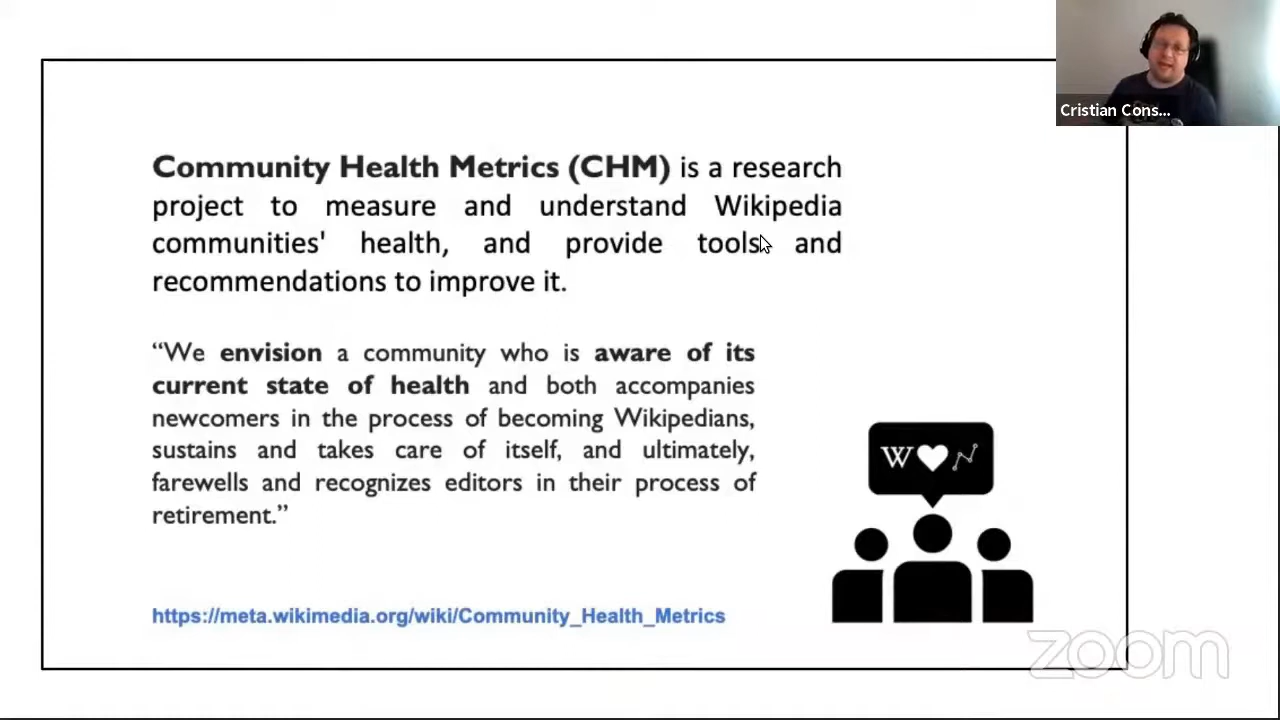 Cristian Cons...
Community Health Metrics (CHM) is a research
project to measure and understand Wikipedia
communities' health, and provide tools and
recommendations to improve it.
“We envision a community who is aware of its
current state of health and both accompanies
newcomers in the process of becoming Wikipedians,
sustains and takes care of itself, and ultimately,
farewells and recognizes editors in their process of
retirement.”
W
https://meta.wikimedia.org/wiki/Community_Health_Metrics
zoom